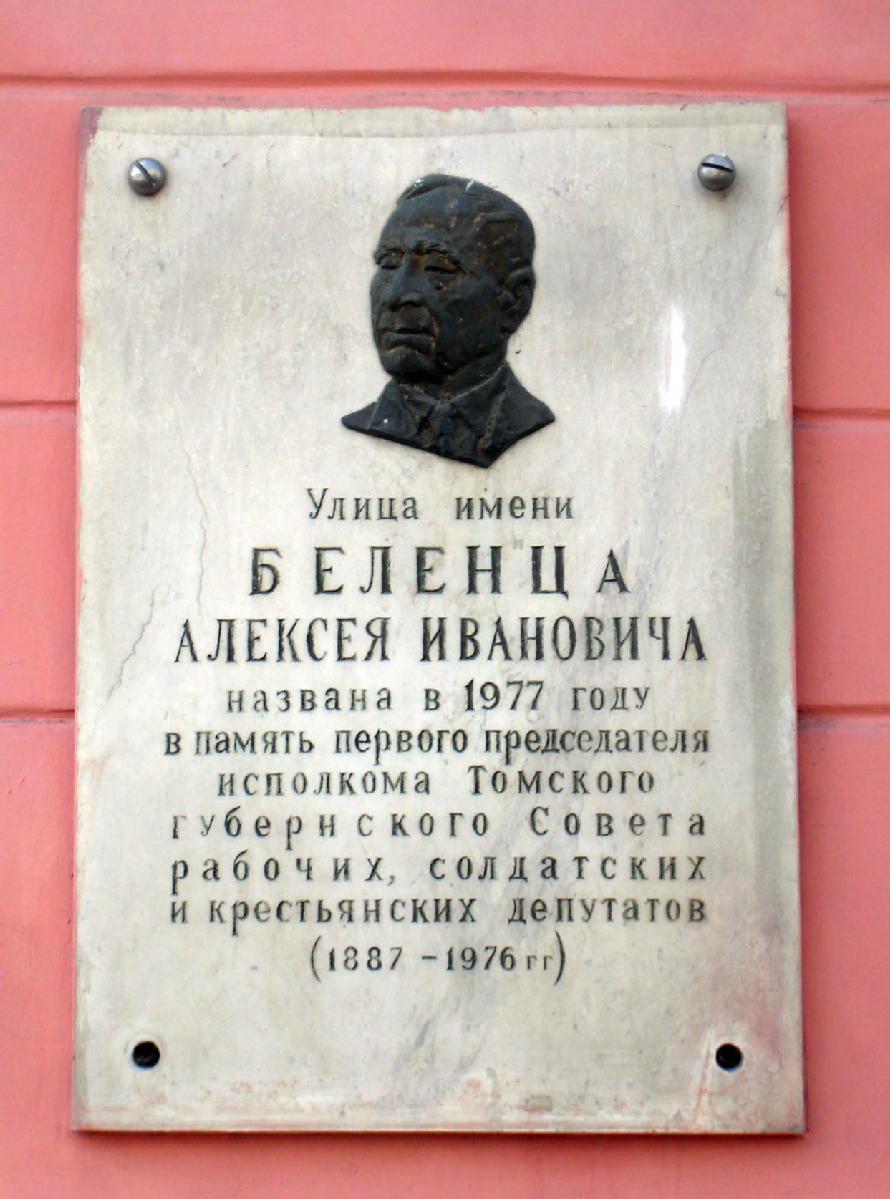 Улица имени
БЕЛЕНЦА
АЛЕКСЕЯ ИВАНОВИЧА
названа в 1977 году
в память первого председателя
исполкома Томского
губернского Совета
рабочих, солдатских
и крестьянских депутатов
(1887 - 1976 гг)